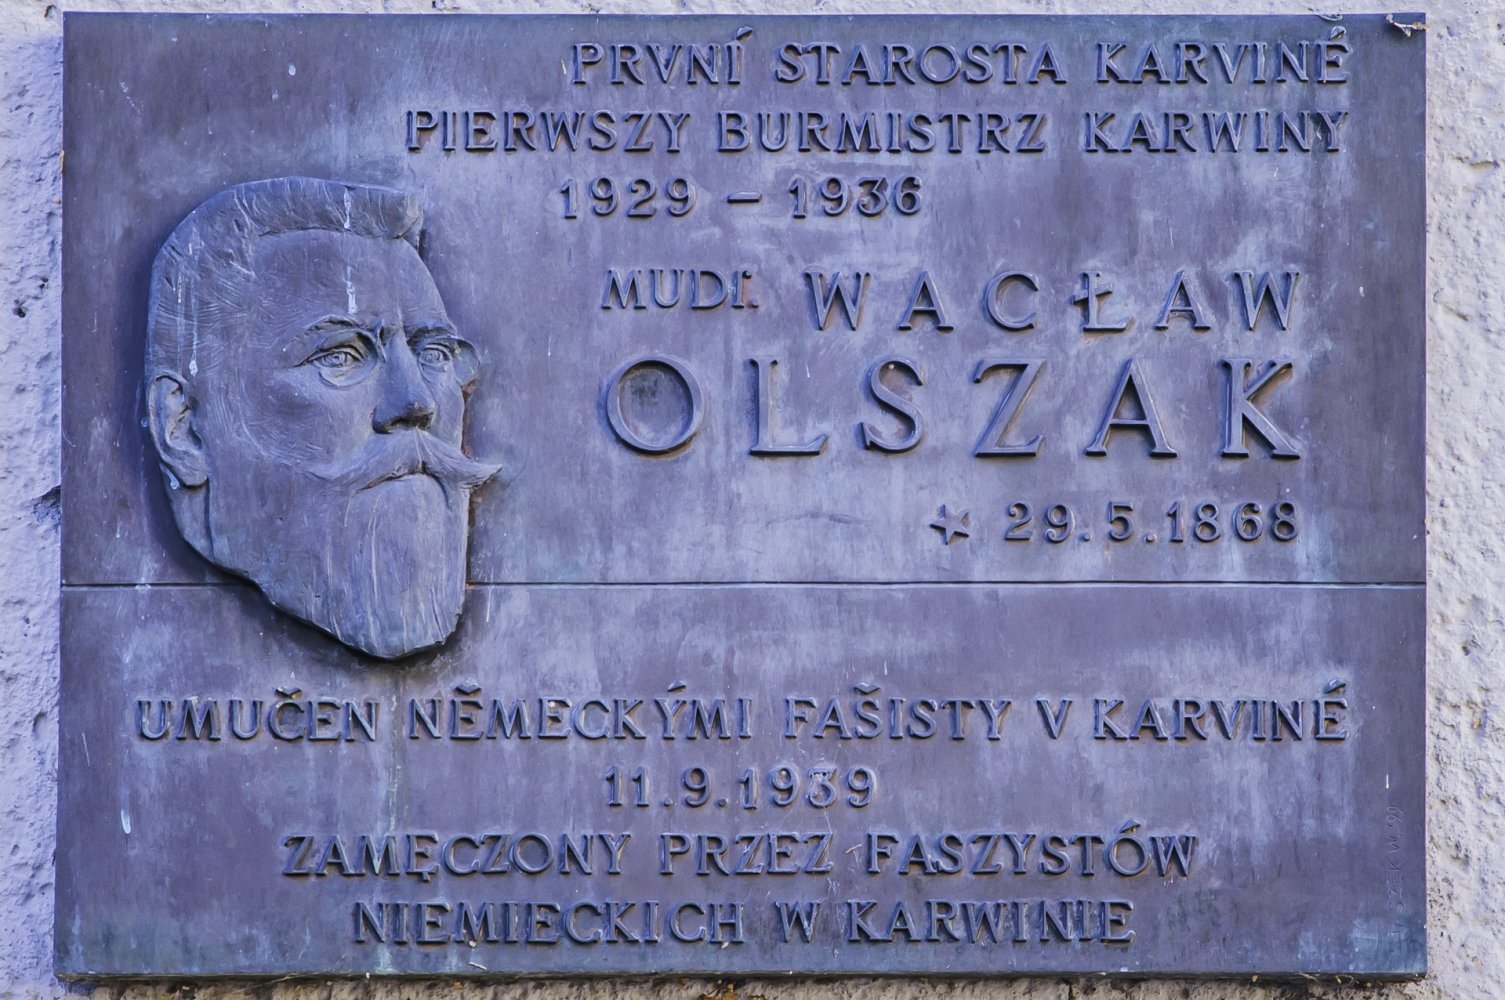 PRVNÍ STAROSTA KARVINÉ
PIERWSZY BURMISTRZ KARWINY
1929 – 1936
MUDr. WACŁAW
OLSZAK
★ 29.5.1868
UMUČEN NĚMECKÝMI FAŠISTY V KARVINÉ
11.9.1939
ZAMĘCZONY PRZEZ FASZYSTÓW
NIEMIECKICH W KARWINIE